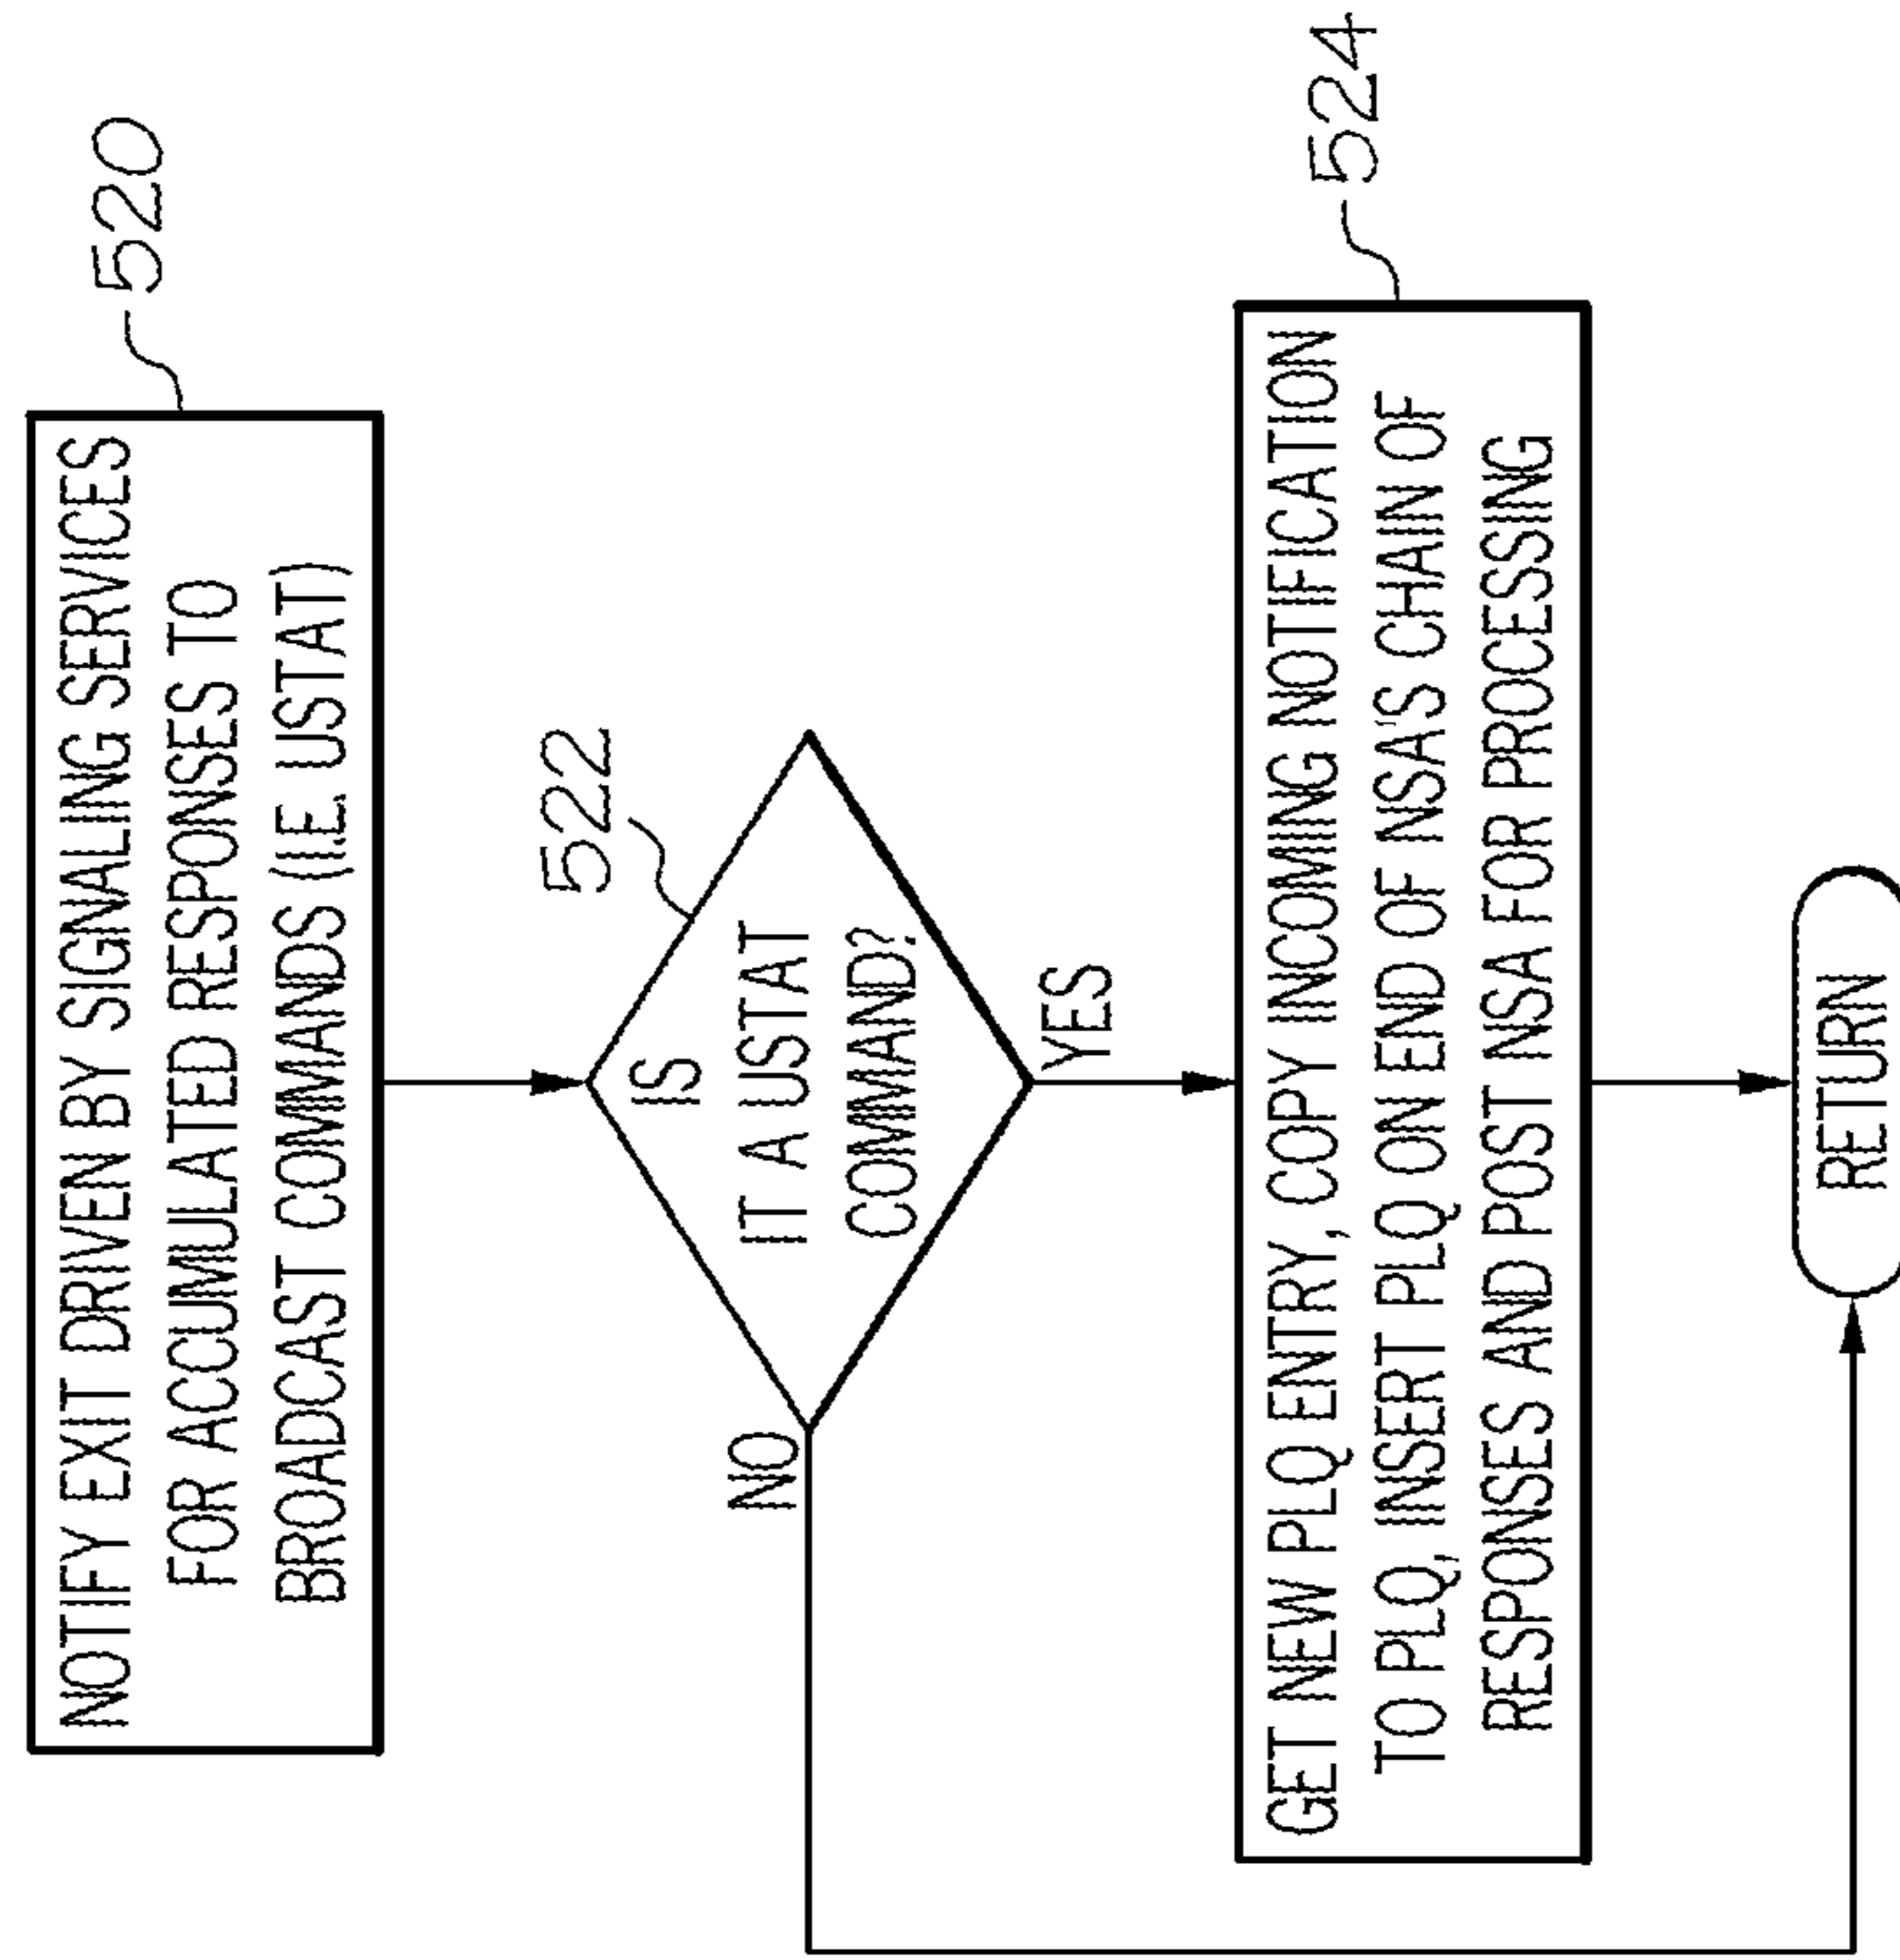 NOTIFY EXIT DRIVEN BY SIGNALING SERVICES
FOR ACCUMULATED RESPONSES TO
BROADCAST COMMANDS (I.E. USTAT)
520
522
IS
IT A USTAT
COMMAND?
NO
YES
GET NEW PLQ ENTRY, COPY INCOMING NOTIFICATION
TO PLQ, INSERT PLQ ON END OF NSA'S CHAIN OF
RESPONSES AND POST NSA FOR PROCESSING
524
RETURN